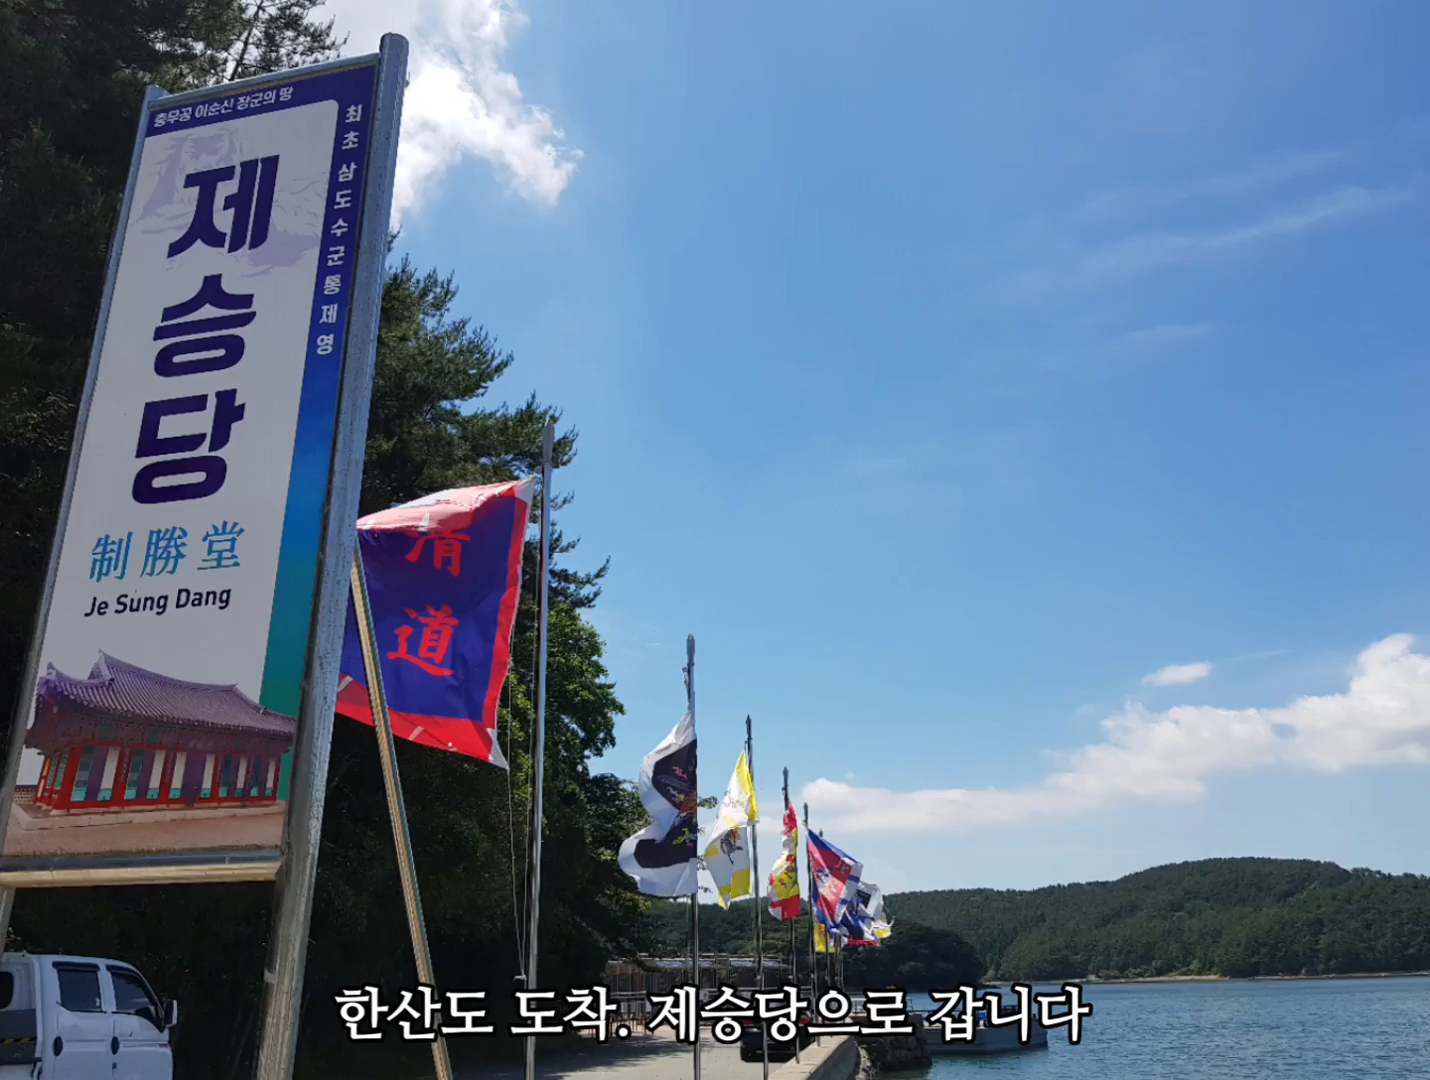 충무공 이순신 장군의 땅
최초 삼도수군통제영
제승당
制勝堂
Je Sung Dang
清道
한산도 도착. 제승당으로 갑니다